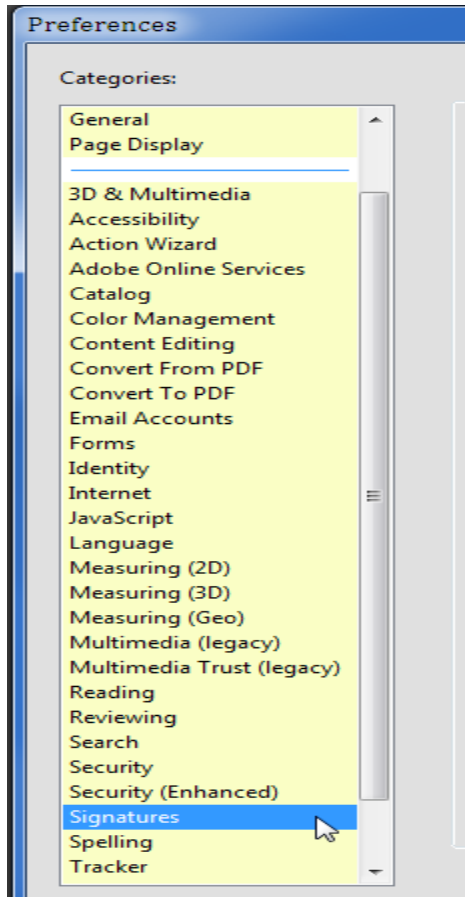 Preferences
Categories:
General
Page Display
3D & Multimedia
Accessibility
Action Wizard
Adobe Online Services
Catalog
Color Management
Content Editing
Convert From PDF
Convert To PDF
Email Accounts
Forms
Identity
Internet
JavaScript
Language
Measuring (2D)
Measuring (3D)
Measuring (Geo)
Multimedia (legacy)
Multimedia Trust (legacy)
Reading
Reviewing
Search
Security
Security (Enhanced)
Signatures
Spelling
Tracker